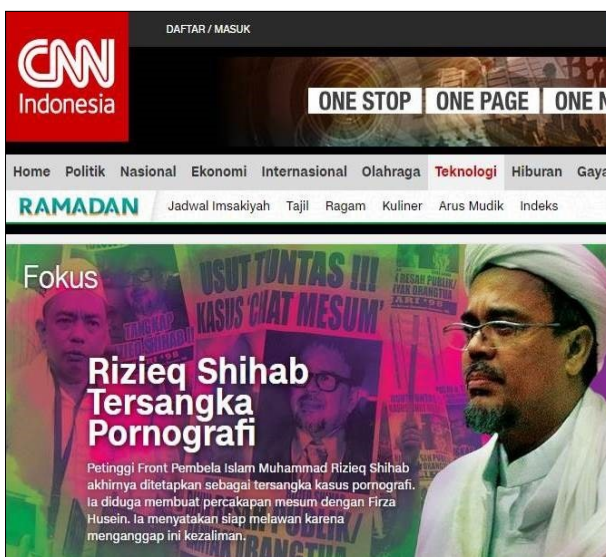 DAFTAR / MASUK
CNN
Indonesia
ONE STOP ONE PAGE ONE
Home Politik Nasional Ekonomi Internasional Olahraga Teknologi Hiburan Gaya
RAMADAN Jadwal Imsakiyah Tajil Ragam Kuliner Arus Mudik Indeks
Fokus
USUT TUNTAS !!!
KASUS 'CHAT MESUM'
TANGKAP
Rizieq Shihab
Tersangka
Pornografi
Petinggi Front Pembela Islam Muhammad Rizieq Shihab
akhirnya ditetapkan sebagai tersangka kasus pornografi.
Ia diduga membuat percakapan mesum dengan Firza
Husein. Ia menyatakan siap melawan karena
menganggap ini kezaliman.